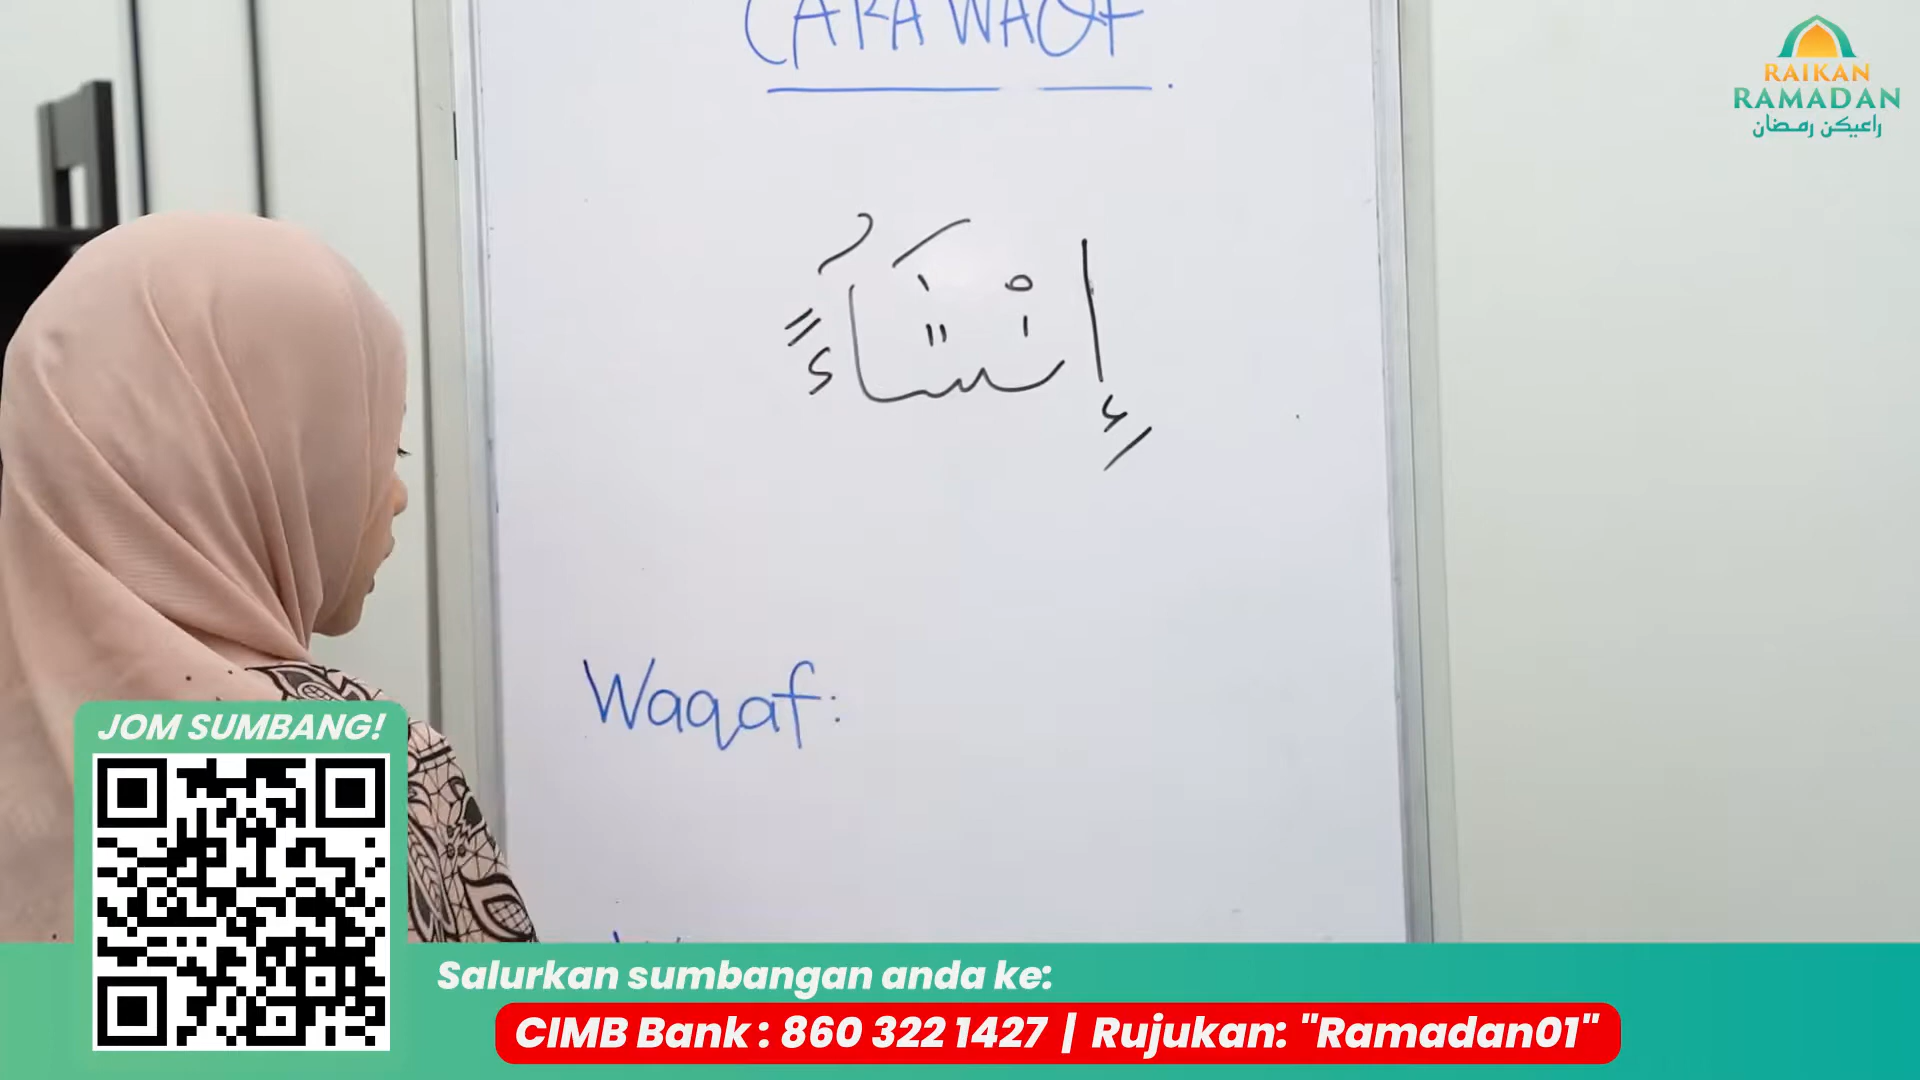 CARA WAQF
إِنْشَآءً
Waqaf:
RAIKAN
RAMADAN
راعيكن رمضان
JOM SUMBANG!
Salurkan sumbangan anda ke:
CIMB Bank : 860 322 1427 | Rujukan: "Ramadan01"